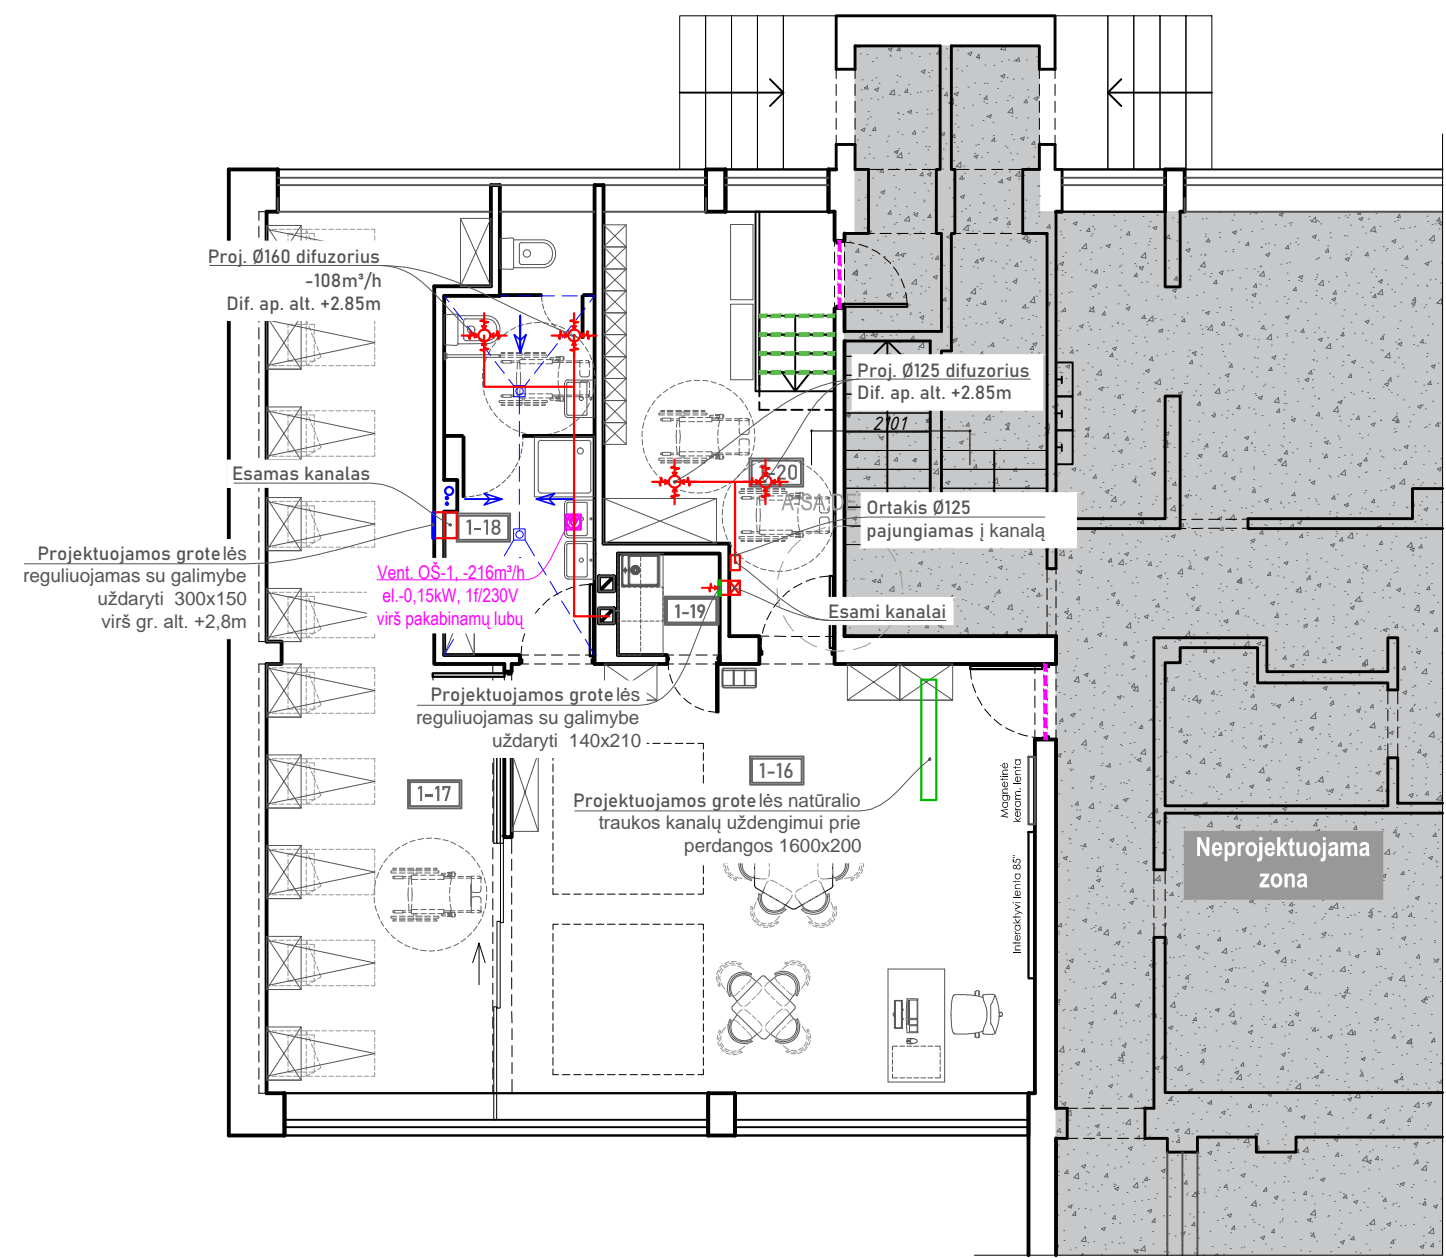 Proj. Ø160 difuzorius
-108m³/h
Dif. ap. alt. +2.85m
Proj. Ø125 difuzorius
Dif. ap. alt. +2.85m
2101
1-20
Esamas kanalas
1-18
Ortakis Ø125
pajungiamas į kanalą
Projektuojamos grotelės
reguliuojamas su galimybe
uždaryti 300x150
virš gr. alt. +2,8m
Vent. OŠ-1, -216m³/h
el.-0,15kW, 1f/230V
virš pakabinamų lubų
1-19
Esami kanalai
Projektuojamos grotelės
reguliuojamas su galimybe
uždaryti 140x210
1-16
1-17
Projektuojamos grotelės natūralio
traukos kanalų uždengimui prie
perdangos 1600x200
Magnetinė
keram. lenta
Interaktyvi lenta 85"
Neprojektuojama
zona